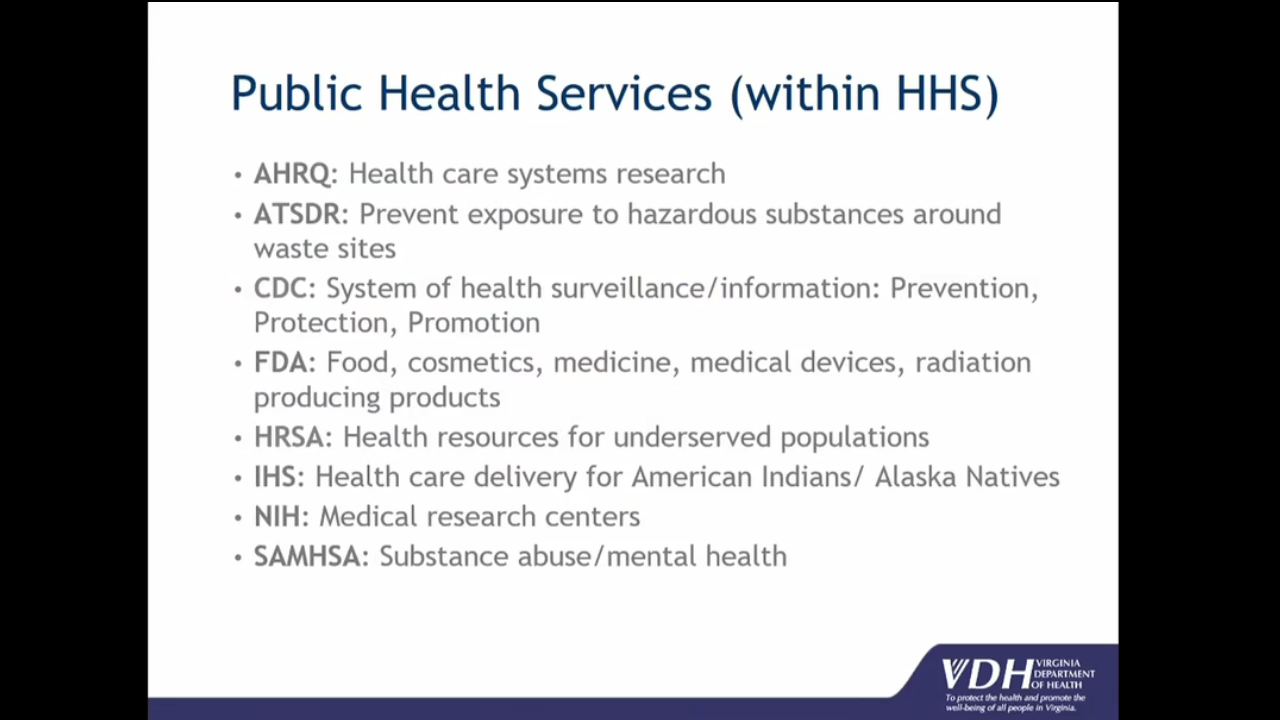 Public Health Services (within HHS)
• AHRQ: Health care systems research
• ATSDR: Prevent exposure to hazardous substances around
waste sites
• CDC: System of health surveillance/information: Prevention,
Protection, Promotion
• FDA: Food, cosmetics, medicine, medical devices, radiation
producing products
• HRSA: Health resources for underserved populations
• IHS: Health care delivery for American Indians/ Alaska Natives
• NIH: Medical research centers
• SAMHSA: Substance abuse/mental health
VDH VIRGINIA
DEPARTMENT
OF HEALTH
To protect the health and promote the
well-being of all people in Virginia.